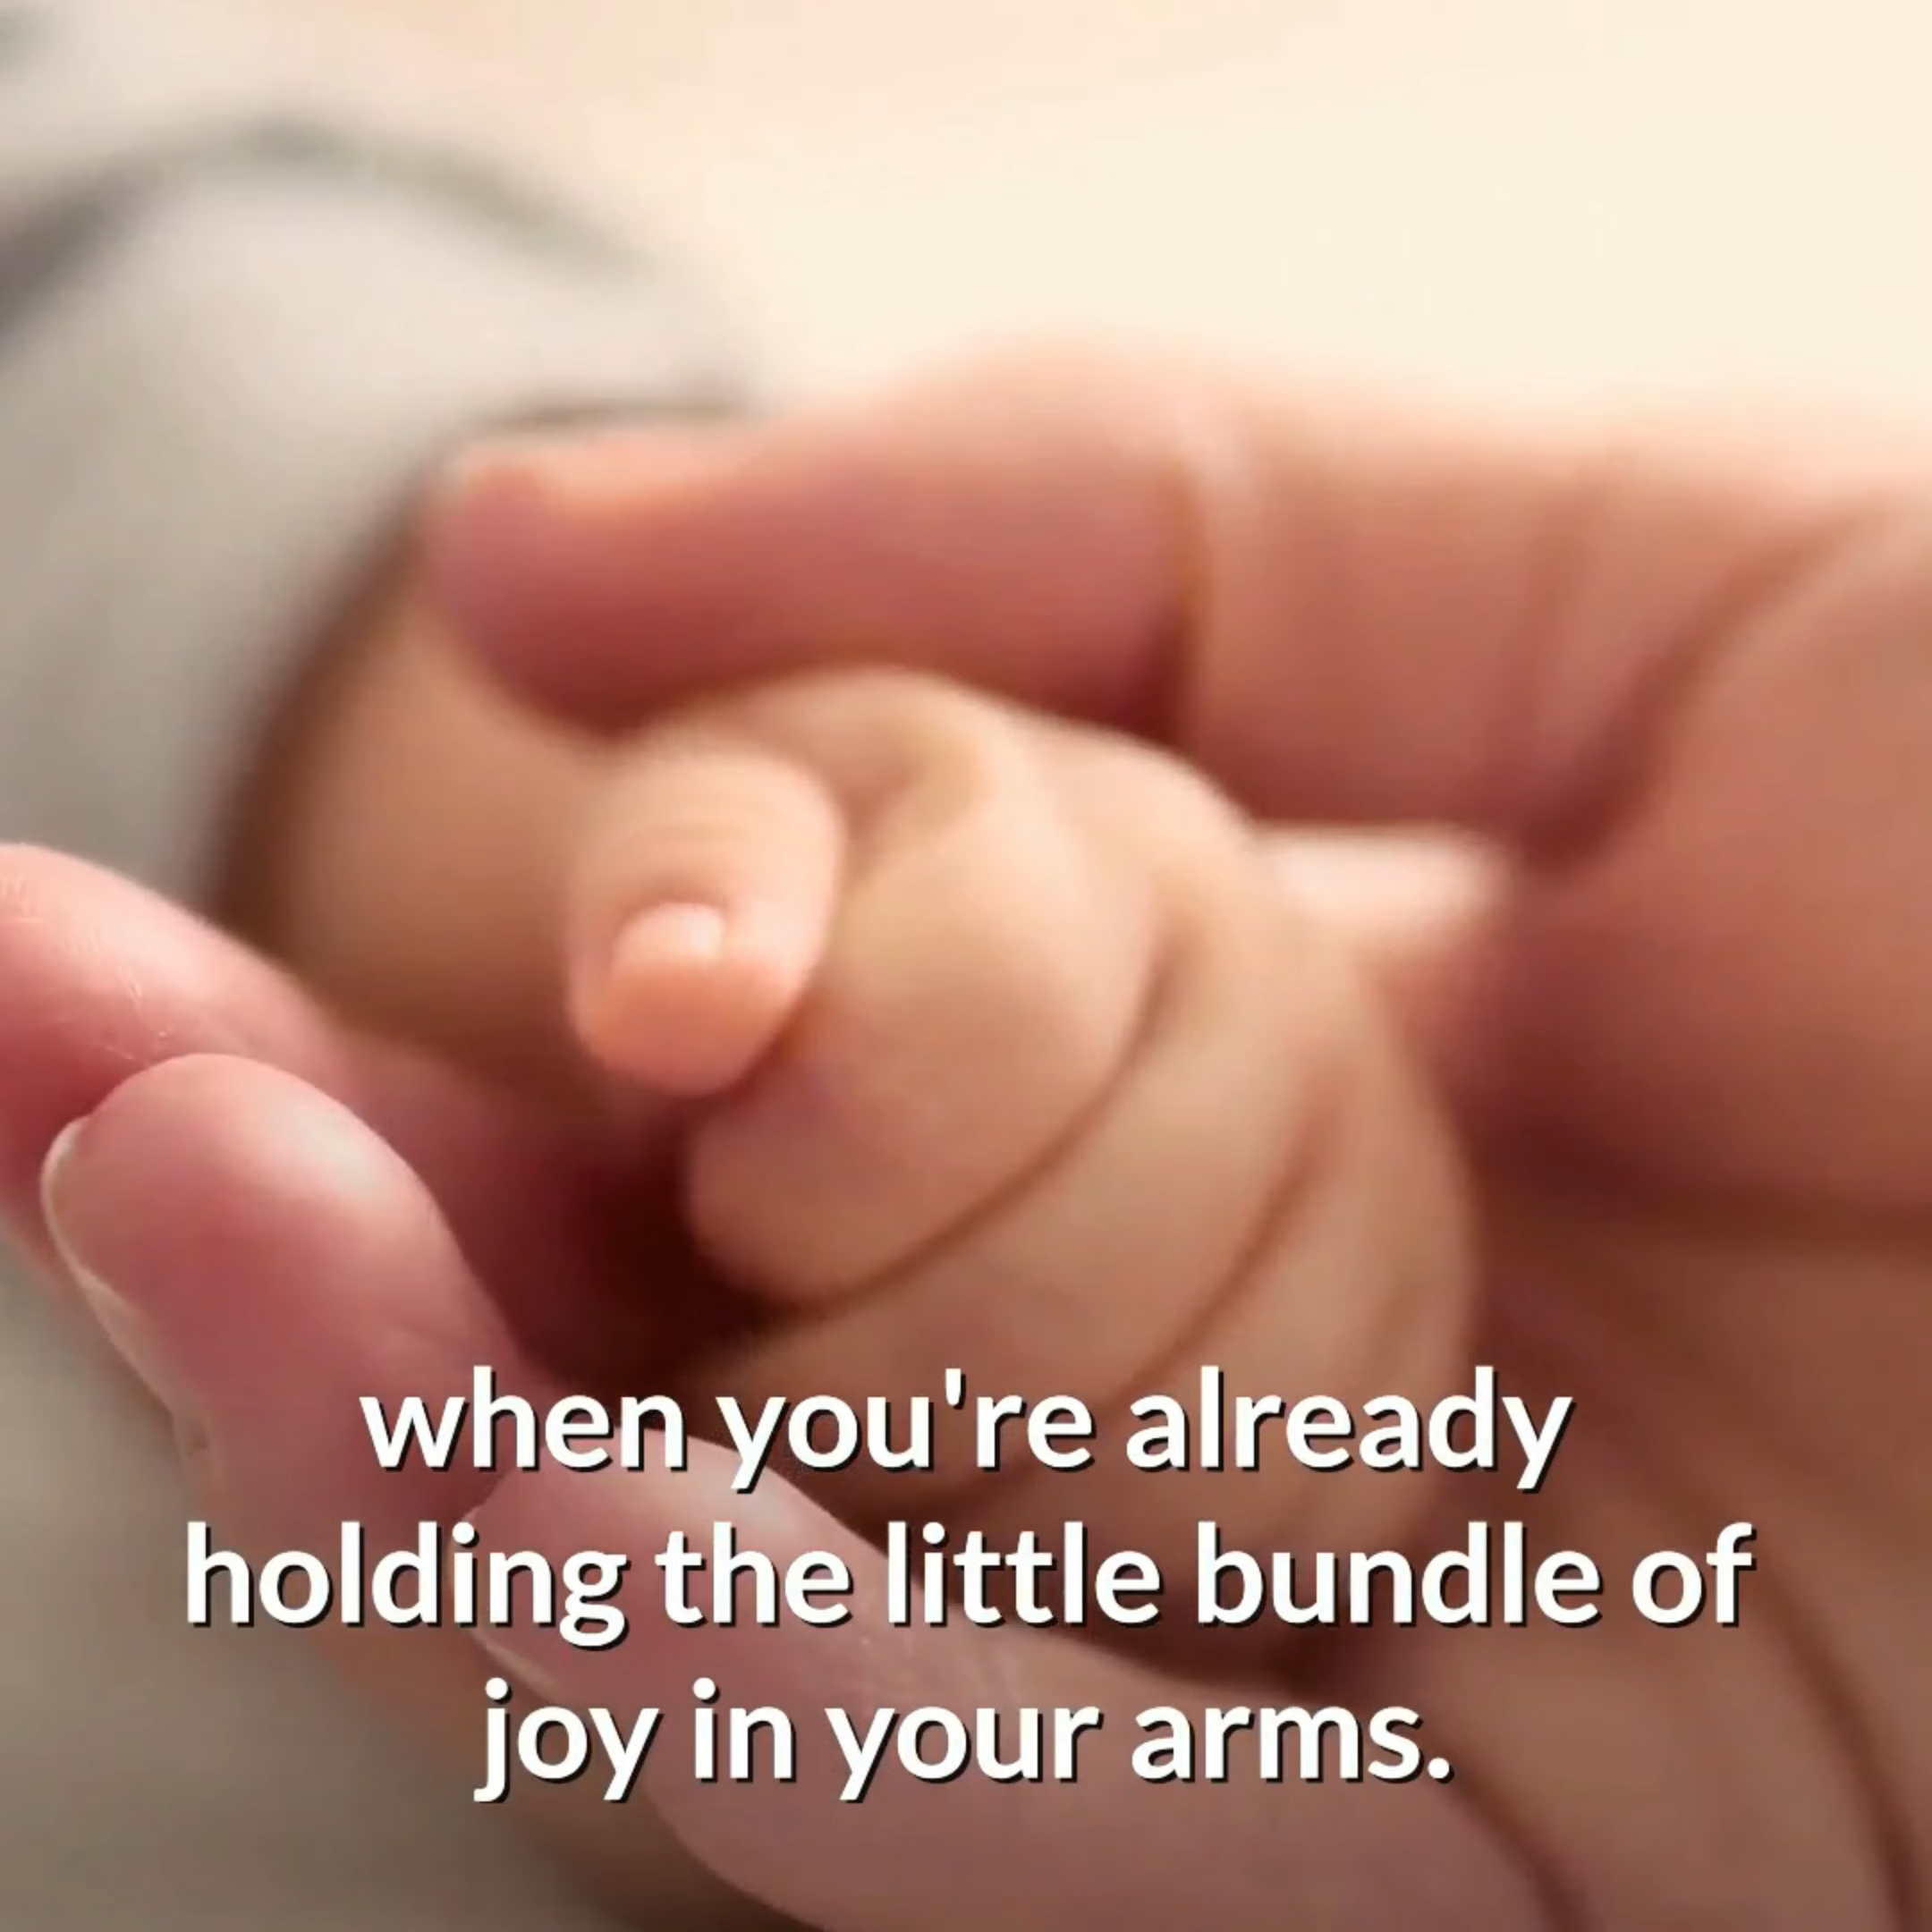 when you're already
holding the little bundle of
joy in your arms.